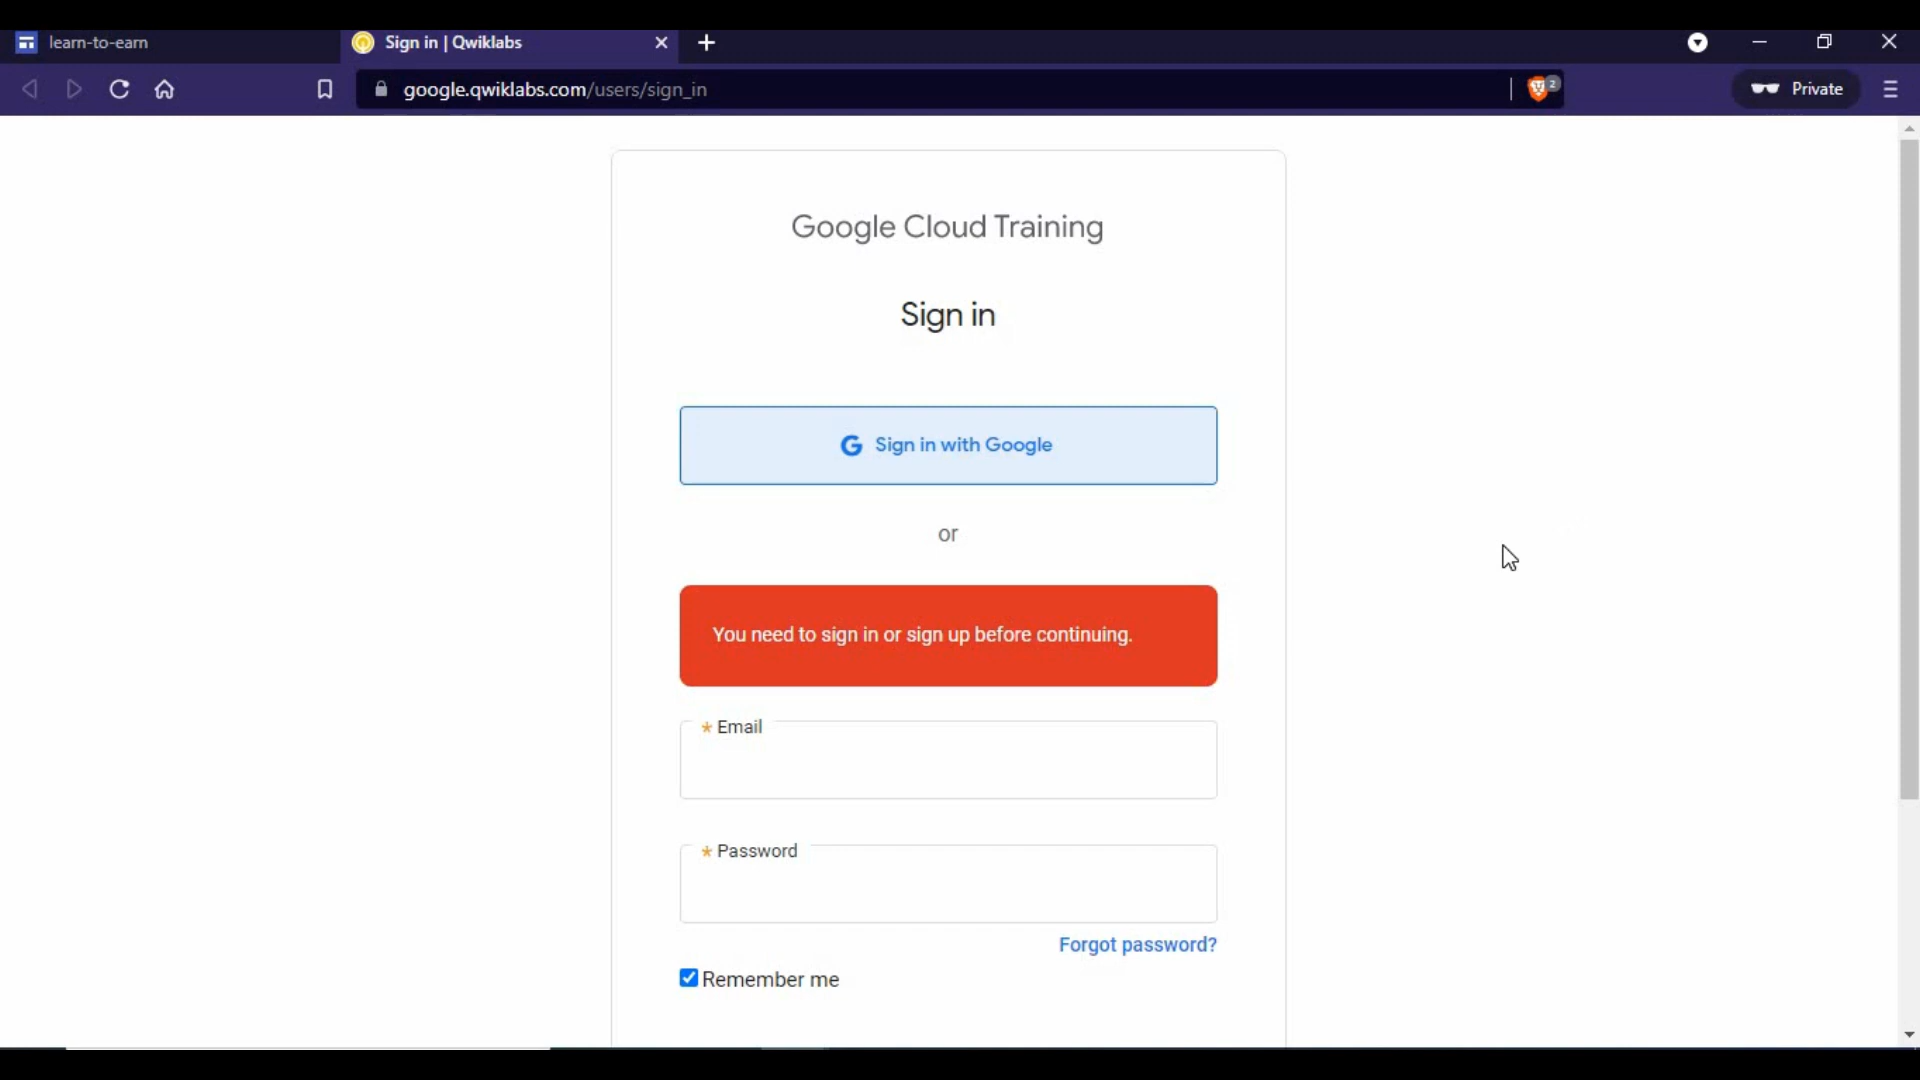 learn-to-earn
Sign in | Qwiklabs
google.qwiklabs.com/users/sign_in
2
Private
Google Cloud Training
Sign in
G Sign in with Google
or
You need to sign in or sign up before continuing.
* Email
* Password
Forgot password?
Remember me